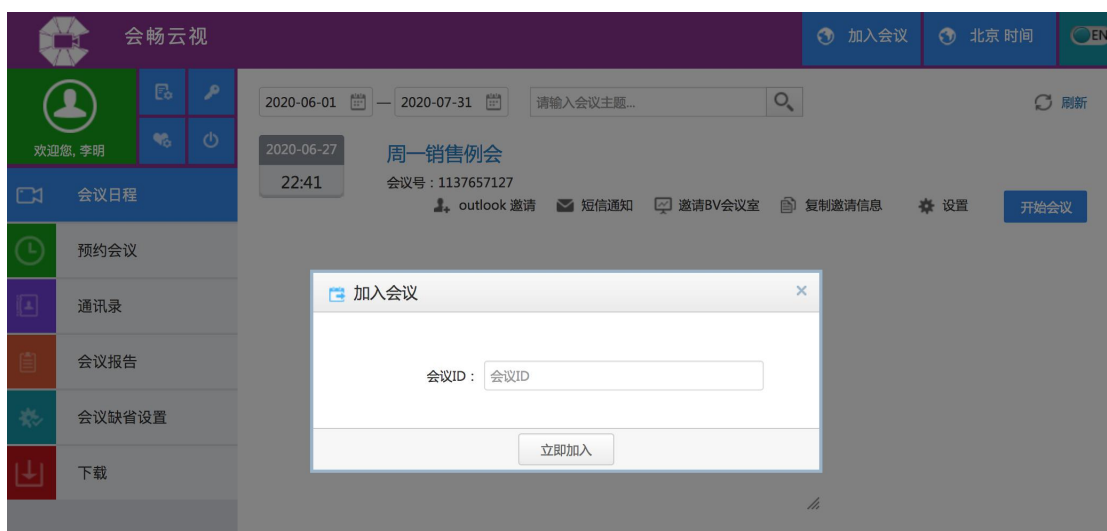 会畅云视
加入会议
北京 时间
EN
欢迎您, 李明
2020-06-01 — 2020-07-31 请输入会议主题... 刷新
2020-06-27
22:41
周一销售例会
会议号：1137657127
outlook 邀请 短信通知 邀请BV会议室 复制邀请信息 设置 开始会议
会议日程
预约会议
通讯录
会议报告
会议缺省设置
下载
加入会议 ×
会议ID： 会议ID
立即加入